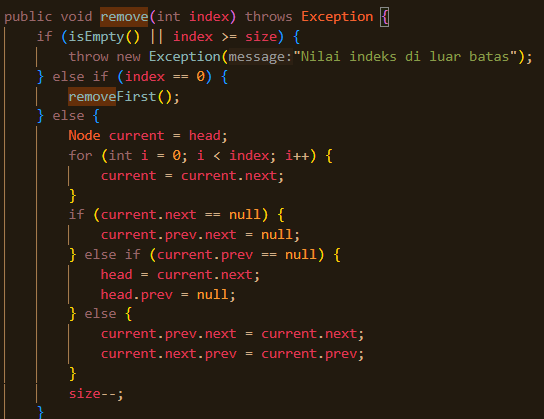 public void remove(int index) throws Exception {
if (isEmpty() || index >= size) {
throw new Exception(message:"Nilai indeks di luar batas");
} else if (index == 0) {
removeFirst();
} else {
Node current = head;
for (int i = 0; i < index; i++) {
current = current.next;
}
if (current.next == null) {
current.prev.next = null;
} else if (current.prev == null) {
head = current.next;
head.prev = null;
} else {
current.prev.next = current.next;
current.next.prev = current.prev;
}
size--;
}